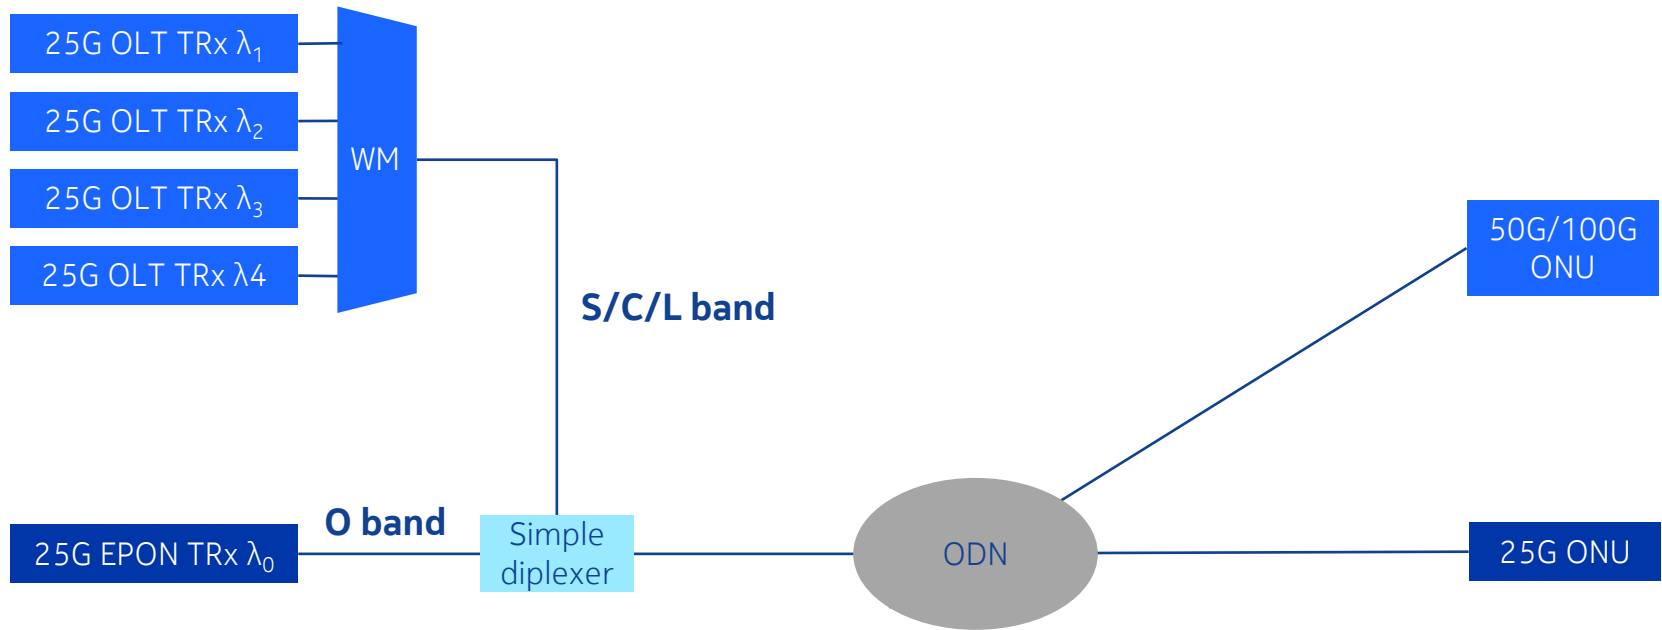 25G OLT TRx λ₁
25G OLT TRx λ₂
25G OLT TRx λ₃
25G OLT TRx λ4
WM
S/C/L band
50G/100G
ONU
O band
25G EPON TRx λ₀
Simple
diplexer
ODN
25G ONU